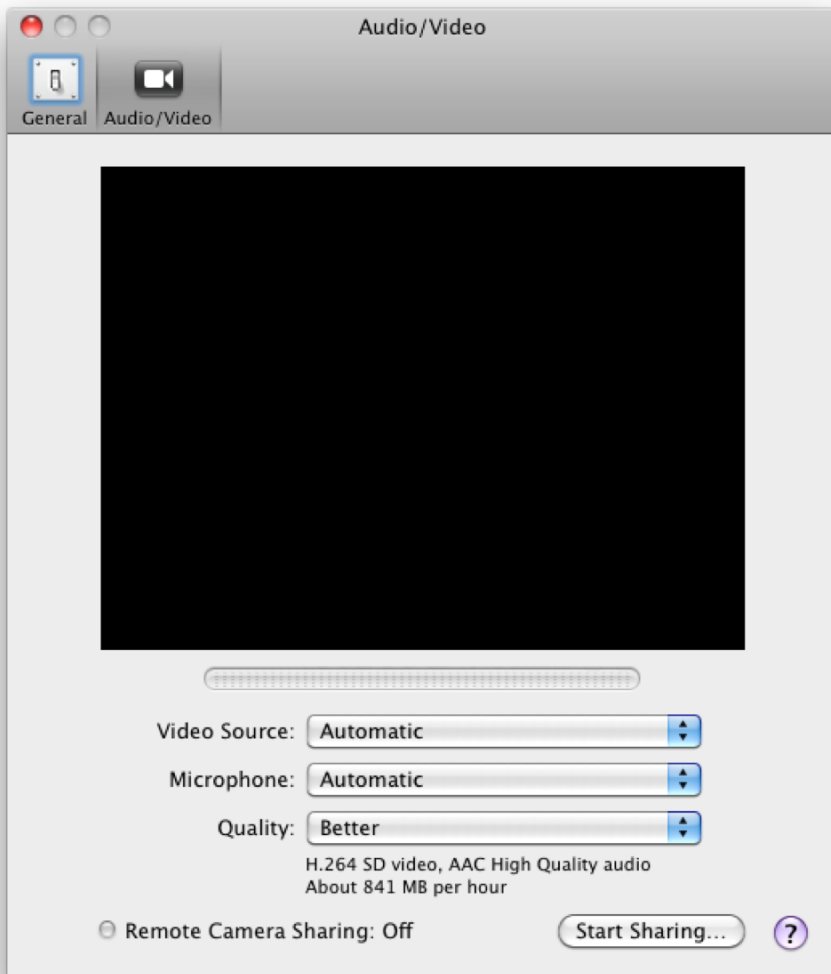 Audio/Video
General Audio/Video
Video Source: Automatic
Microphone: Automatic
Quality: Better
H.264 SD video, AAC High Quality audio
About 841 MB per hour
Remote Camera Sharing: Off Start Sharing... ?